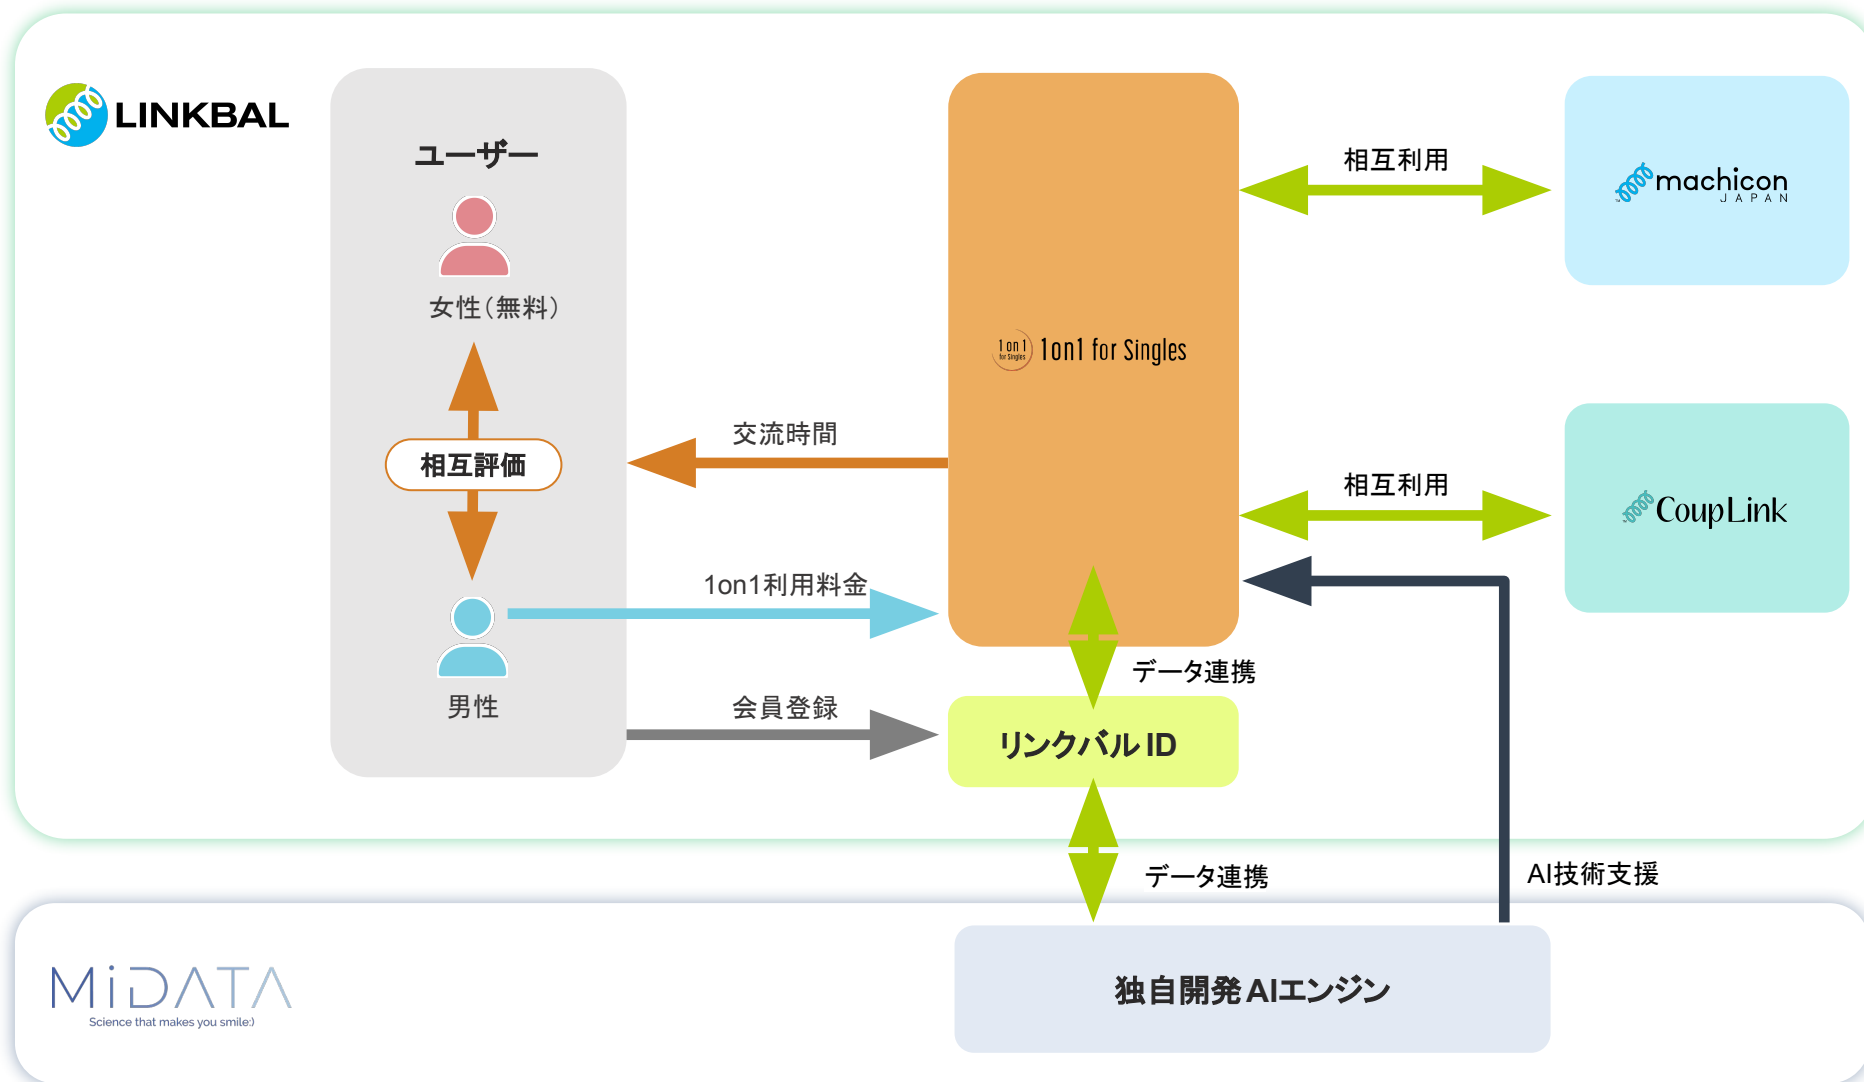 LINKBAL
ユーザー
女性（無料）
相互評価
男性
交流時間
1on1利用料金
会員登録
1on1
for Singles
1on1 for Singles
データ連携
リンクバルID
データ連携
相互利用
machicon
JAPAN
相互利用
CoupLink
AI技術支援
MiDATA
Science that makes you smile:)
独自開発AIエンジン